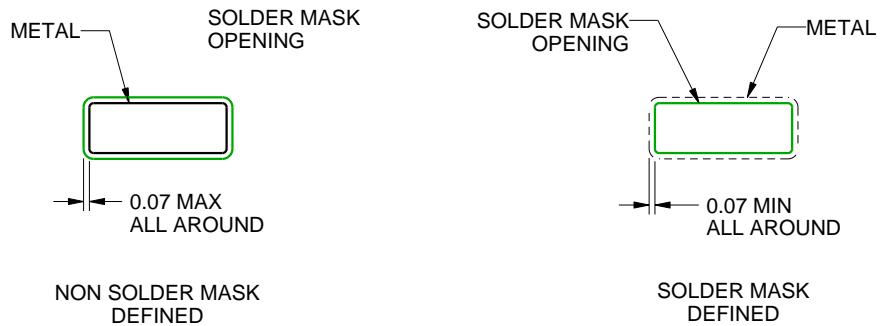 METAL
SOLDER MASK
OPENING
0.07 MAX
ALL AROUND
NON SOLDER MASK
DEFINED
SOLDER MASK
OPENING
METAL
0.07 MIN
ALL AROUND
SOLDER MASK
DEFINED